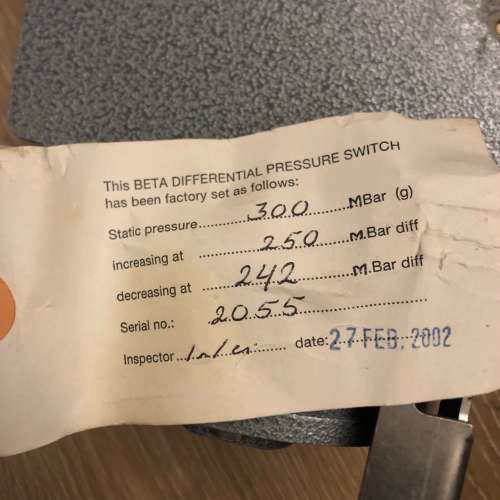 This BETA DIFFERENTIAL PRESSURE SWITCH
has been factory set as follows:
Static pressure.....300.....MBar (g)
increasing at .....250.....M.Bar diff
decreasing at .....242.....M.Bar diff
Serial no.: .2055.....
Inspector ..... date: 27 FEB. 2002